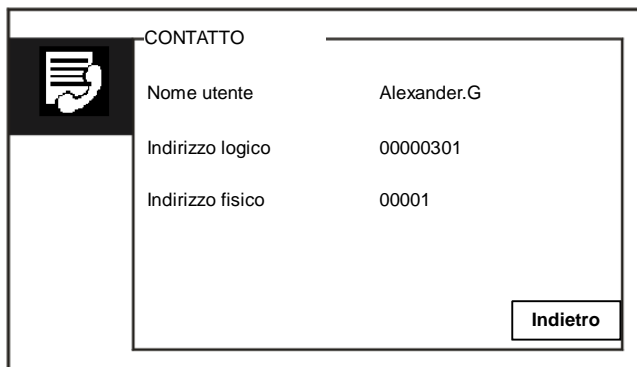 CONTATTO
Nome utente Alexander.G
Indirizzo logico 00000301
Indirizzo fisico 00001
Indietro